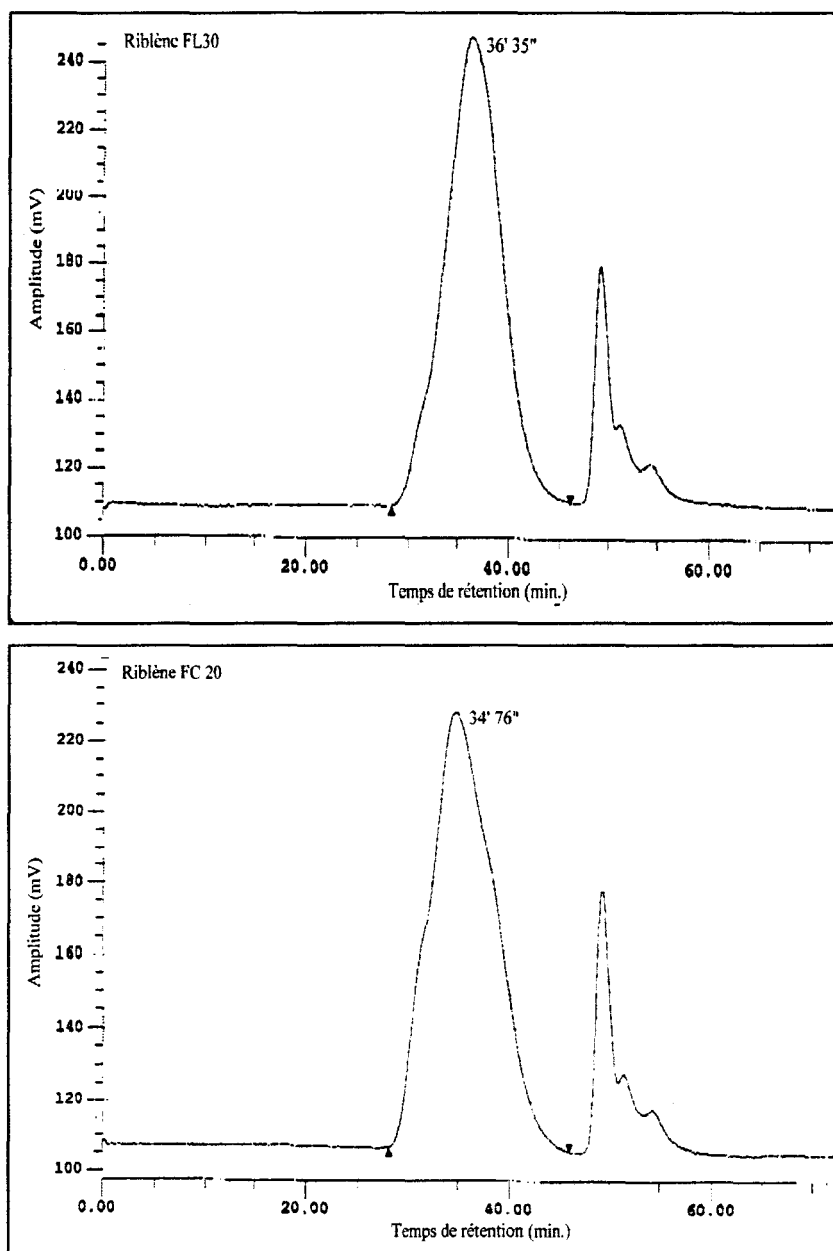 Riblènc FL30
36' 35"
240
220
200
180
160
140
120
100
Amplitude (mV)
0.00 20.00 40.00 60.00
Temps de rétention (min.)
Riblène FC 20
34' 76"
240
220
200
180
160
140
120
100
Amplitude (mV)
0.00 20.00 40.00 60.00
Temps de rétention (min.)